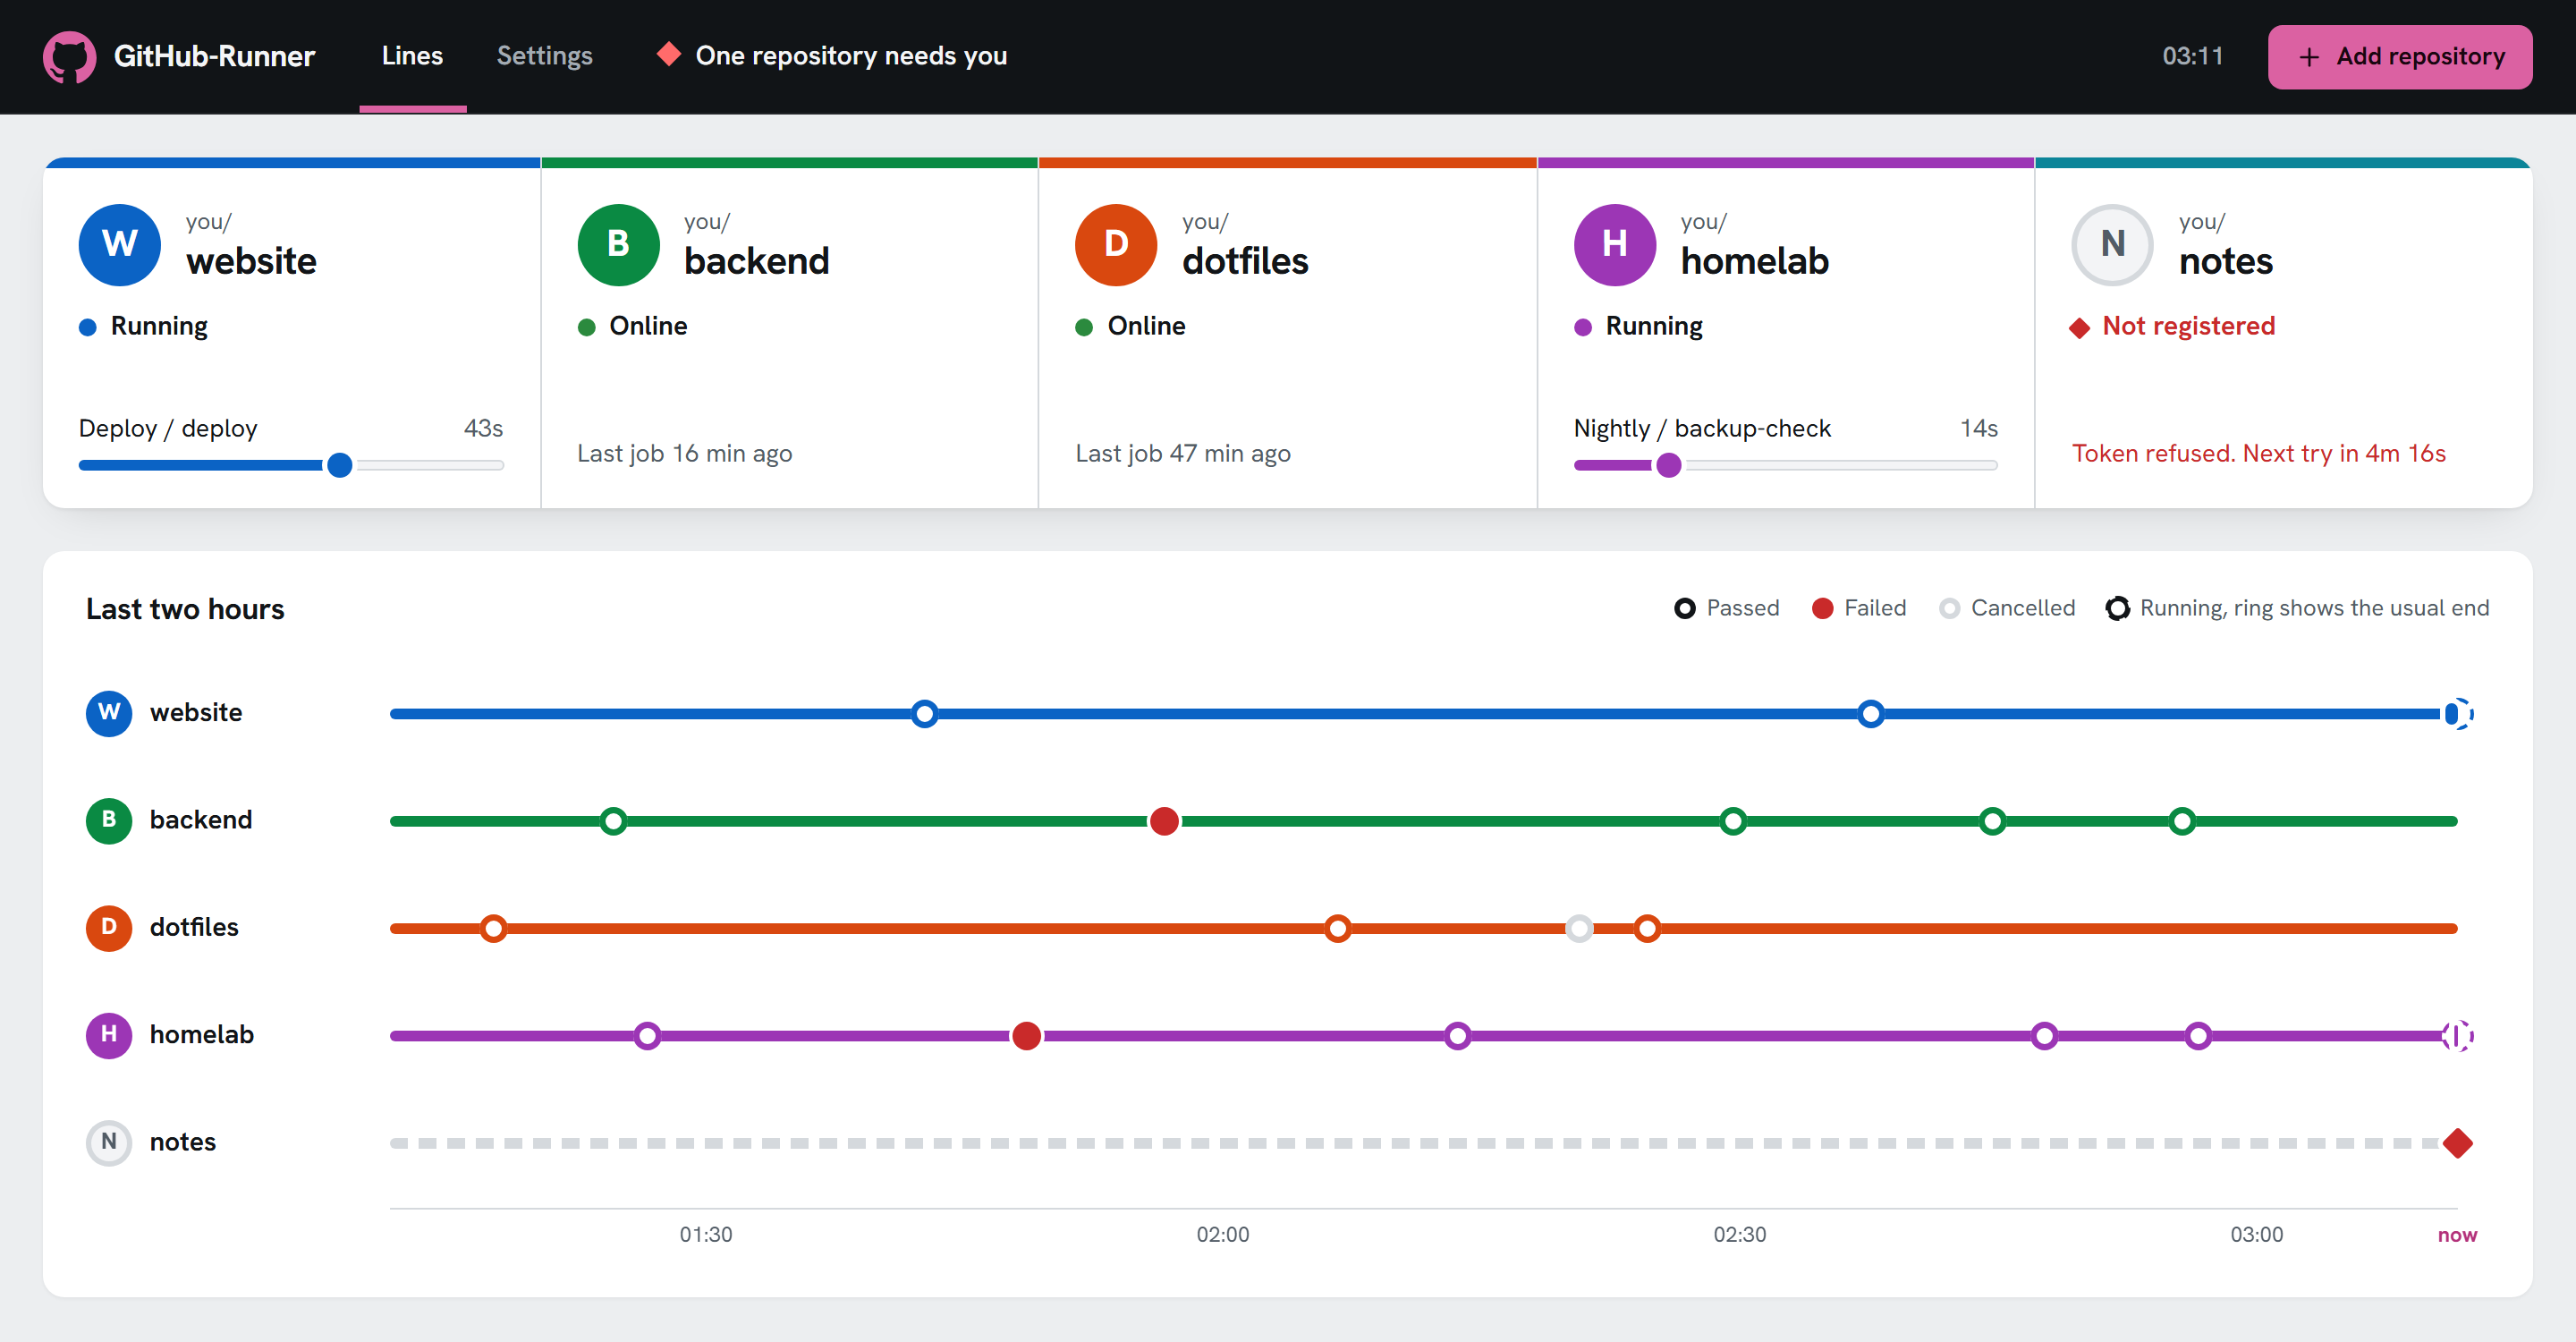 GitHub-Runner
Lines
Settings
One repository needs you
03:11
+ Add repository
W
you/
website
Running
Deploy / deploy
43s
B
you/
backend
Online
Last job 16 min ago
D
you/
dotfiles
Online
Last job 47 min ago
H
you/
homelab
Running
Nightly / backup-check
14s
N
you/
notes
Not registered
Token refused. Next try in 4m 16s
Last two hours
Passed
Failed
Cancelled
Running, ring shows the usual end
W website
B backend
D dotfiles
H homelab
N notes
01:30
02:00
02:30
03:00
now